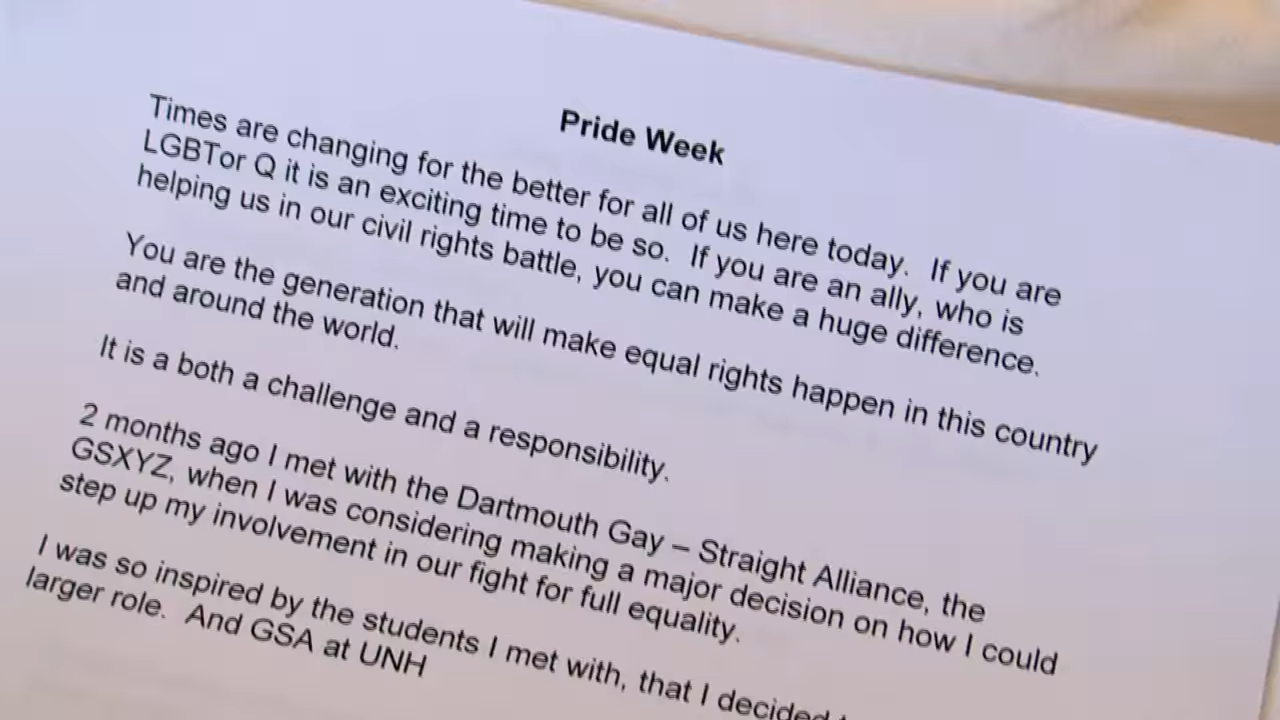 Pride Week
Times are changing for the better for all of us here today.  If you are
LGBTor Q it is an exciting time to be so.  If you are an ally, who is
helping us in our civil rights battle, you can make a huge difference.
You are the generation that will make equal rights happen in this country
and around the world.
It is a both a challenge and a responsibility.
2 months ago I met with the Dartmouth Gay – Straight Alliance, the
GSXYZ, when I was considering making a major decision on how I could
step up my involvement in our fight for full equality.
I was so inspired by the students I met with, that I decided
larger role.  And GSA at UNH